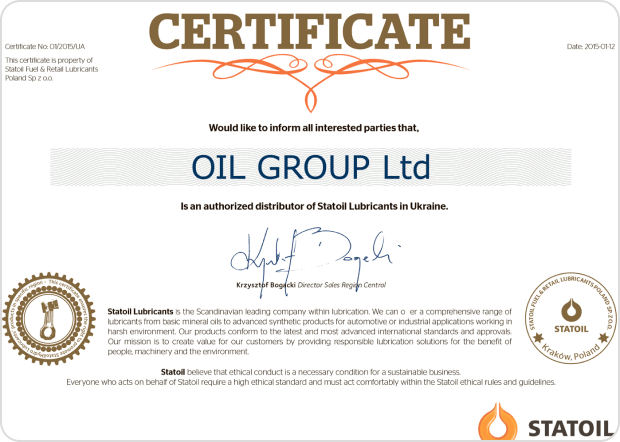 CERTIFICATE
Certificate No: 01/2015/UA
Date: 2015-01-12
This certificate is property of
Statoil Fuel & Retail Lubricants
Poland Sp z o.o.
Would like to inform all interested parties that,
OIL GROUP Ltd
Is an authorized distributor of Statoil Lubricants in Ukraine.
Krzysztof Bogacki Director Sales Region Central
Statoil Lubricants is the Scandinavian leading company within lubrication. We can o er a comprehensive range of
lubricants from basic mineral oils to advanced synthetic products for automotive or industrial applications working in
harsh environment. Our products conform to the latest and most advanced international standards and approvals.
Our mission is to create value for our customers by providing responsible lubrication solutions for the benefit of
people, machinery and the environment.
STATOIL FUEL & RETAIL LUBRICANTS POLAND SP. Z O.O.
STATOIL
Kraków, Poland
Statoil believe that ethical conduct is a necessary condition for a sustainable business.
Everyone who acts on behalf of Statoil require a high ethical standard and must act comfortably within the Statoil ethical rules and guidelines.
STATOIL